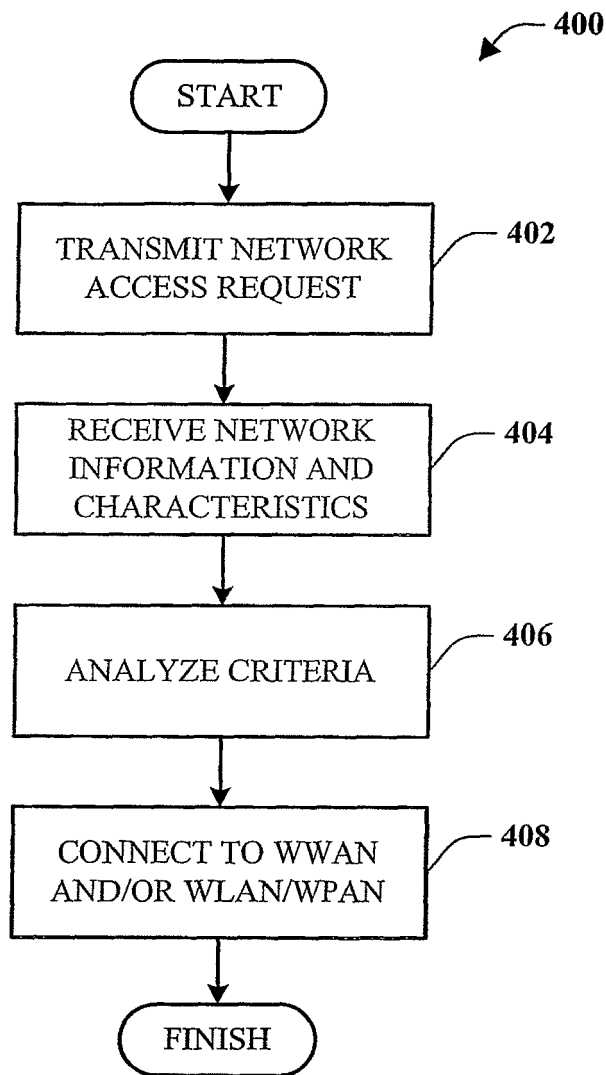 400
START
TRANSMIT NETWORK
ACCESS REQUEST
402
RECEIVE NETWORK
INFORMATION AND
CHARACTERISTICS
404
ANALYZE CRITERIA
406
CONNECT TO WWAN
AND/OR WLAN/WPAN
408
FINISH